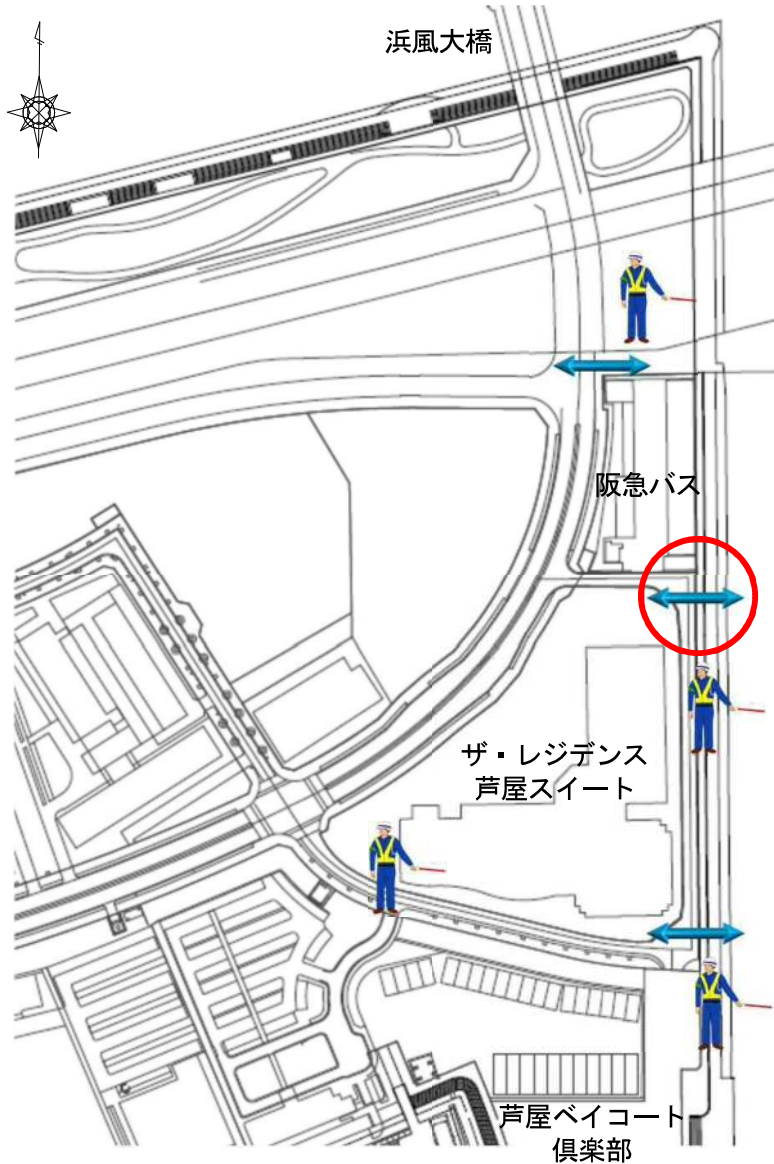 浜風大橋
阪急バス
ザ・レジデンス
芦屋スイート
芦屋ベイコート
倶楽部